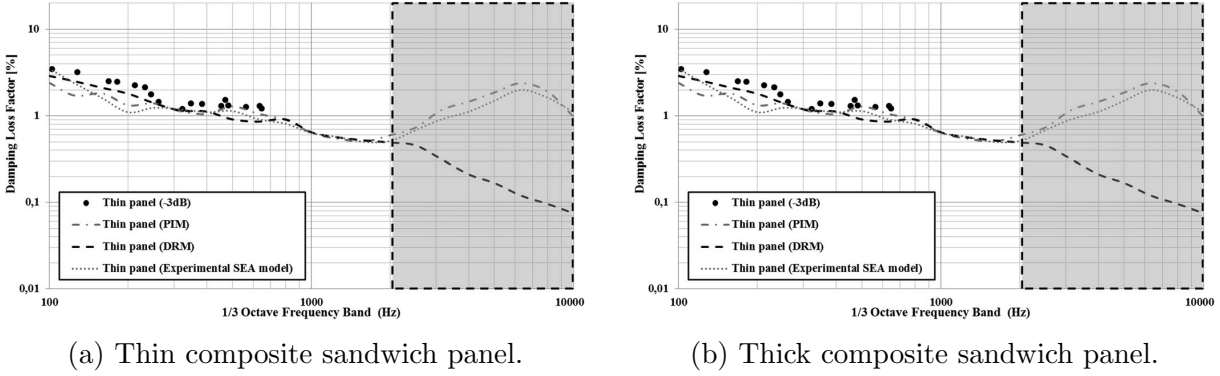 10
1
0,1
0,01
Damping Loss Factor [%]
Thin panel (-3dB)
Thin panel (PIM)
Thin panel (DRM)
Thin panel (Experimental SEA model)
100
1000
10000
1/3 Octave Frequency Band (Hz)
(a) Thin composite sandwich panel.
10
1
0,1
0,01
Damping Loss Factor [%]
Thin panel (-3dB)
Thin panel (PIM)
Thin panel (DRM)
Thin panel (Experimental SEA model)
100
1000
10000
1/3 Octave Frequency Band (Hz)
(b) Thick composite sandwich panel.